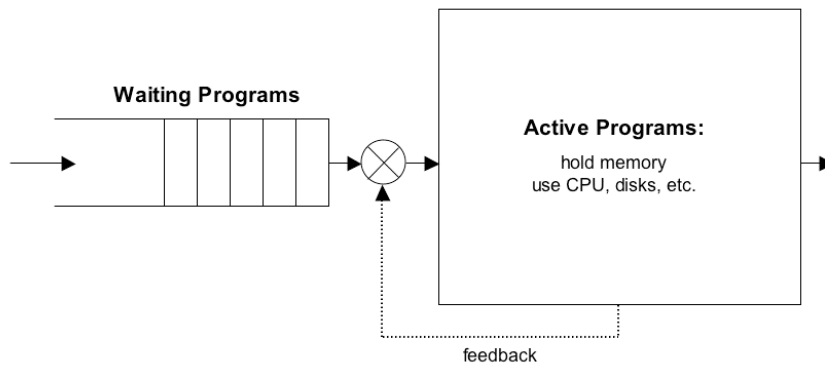 Waiting Programs
Active Programs:
hold memory
use CPU, disks, etc.
feedback